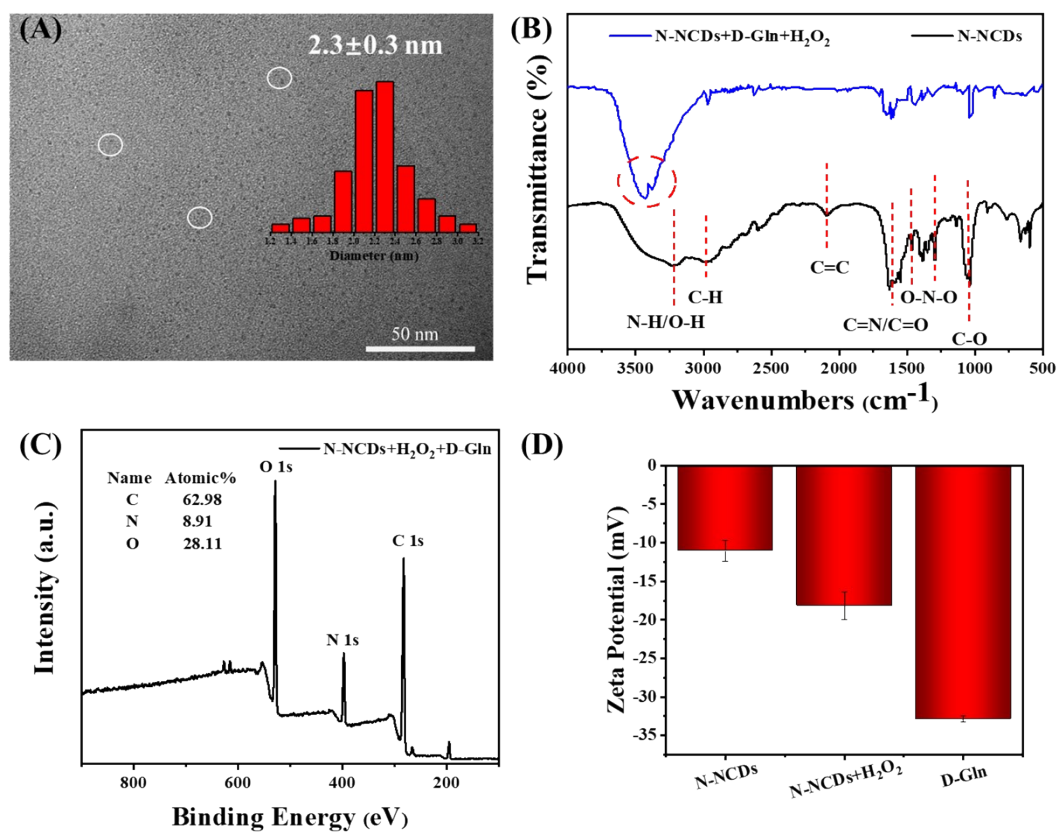 (A)
2.3±0.3 nm
1.2 1.4 1.6 1.8 2.0 2.2 2.4 2.6 2.8 3.0 3.2
Diameter (nm)
50 nm
(B)
N-NCDs+D-Gln+H₂O₂
N-NCDs
Transmittance (%)
C=C
C-H
O-N-O
N-H/O-H
C=N/C=O
C-O
4000 3500 3000 2500 2000 1500 1000 500
Wavenumbers (cm⁻¹)
(C)
N-NCDs+H₂O₂+D-Gln
Name Atomic%
C 62.98
N 8.91
O 28.11
O 1s
C 1s
N 1s
Intensity (a.u.)
800 600 400 200
Binding Energy (eV)
(D)
0
-5
-10
-15
-20
-25
-30
-35
Zeta Potential (mV)
N-NCDs
N-NCDs+H₂O₂
D-Gln